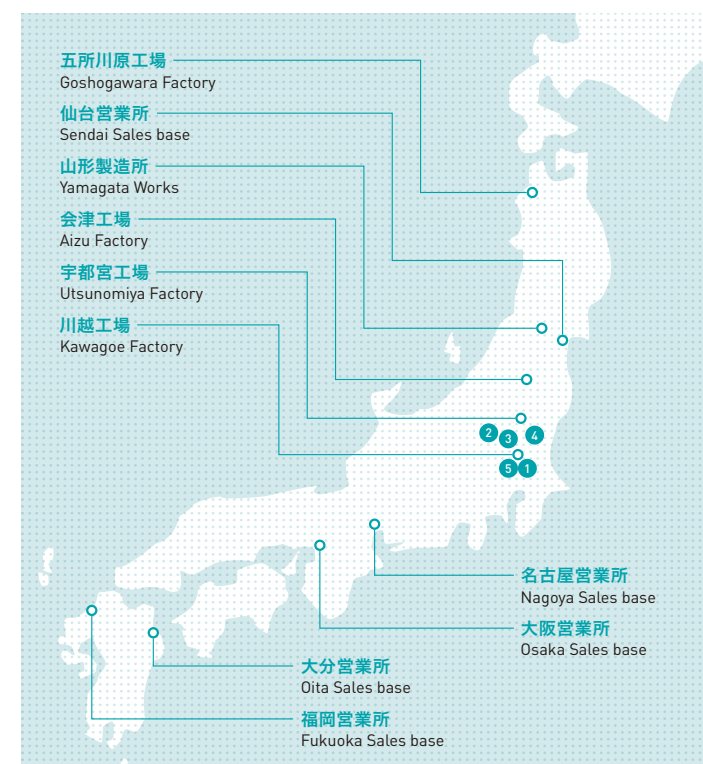 五所川原工場
Goshogawara Factory
仙台営業所
Sendai Sales base
山形製造所
Yamagata Works
会津工場
Aizu Factory
宇都宮工場
Utsunomiya Factory
川越工場
Kawagoe Factory
2
3
4
5
1
名古屋営業所
Nagoya Sales base
大阪営業所
Osaka Sales base
大分営業所
Oita Sales base
福岡営業所
Fukuoka Sales base